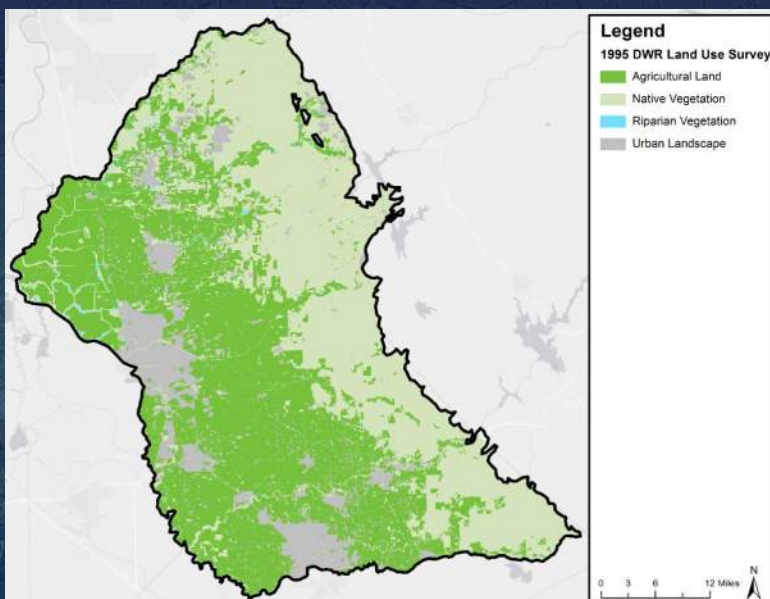 Legend
1995 DWR Land Use Survey
Agricultural Land
Native Vegetation
Riparian Vegetation
Urban Landscape
N
0 3 6 12 Miles